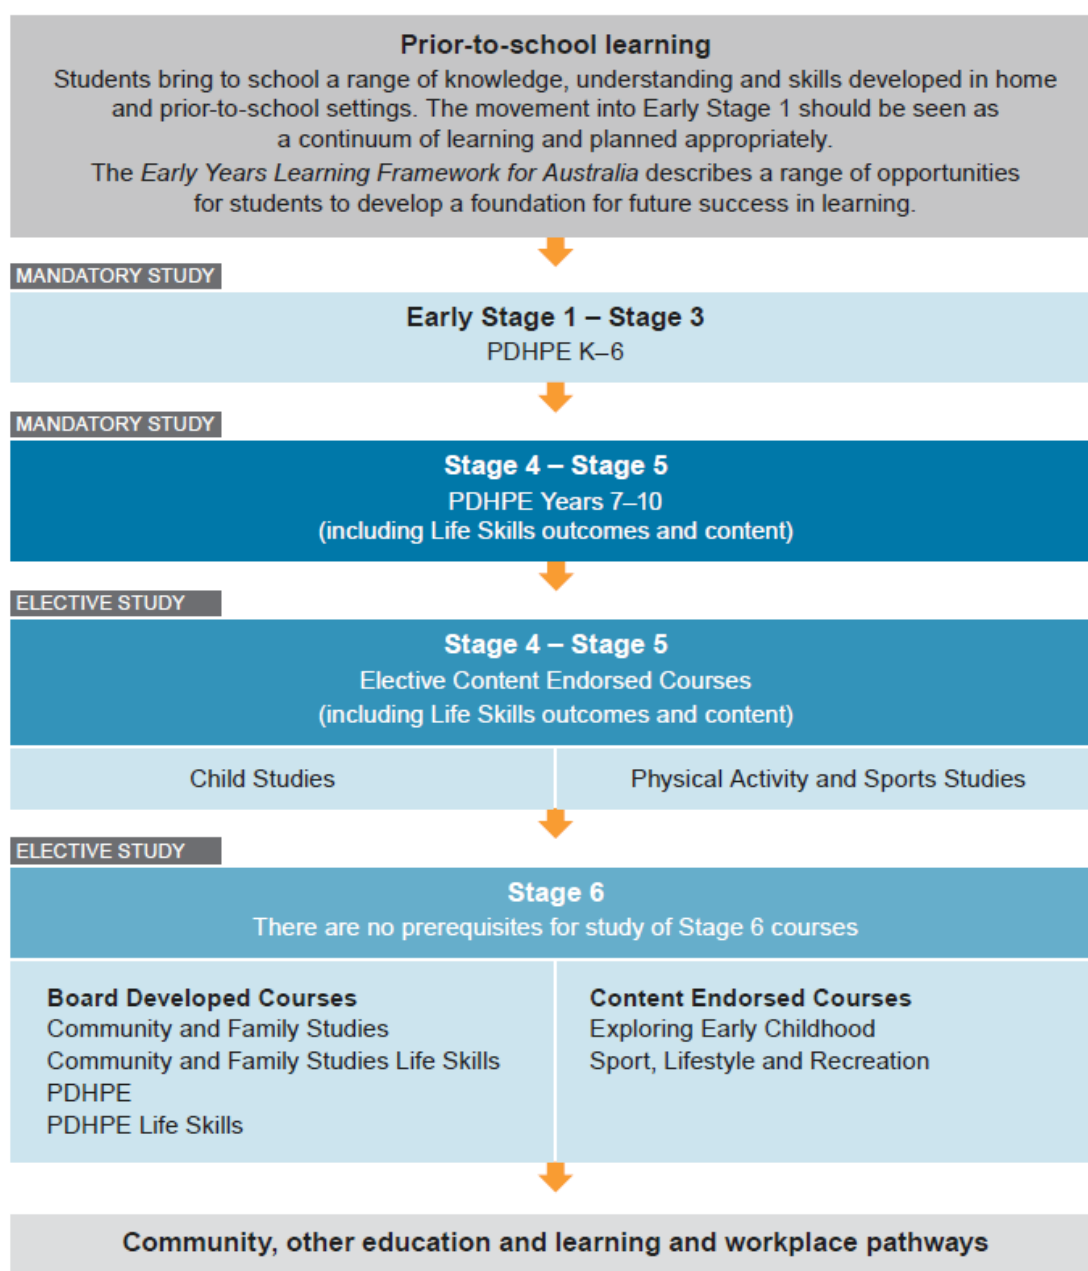 Prior-to-school learning
Students bring to school a range of knowledge, understanding and skills developed in home
and prior-to-school settings. The movement into Early Stage 1 should be seen as
a continuum of learning and planned appropriately.
The Early Years Learning Framework for Australia describes a range of opportunities
for students to develop a foundation for future success in learning.
MANDATORY STUDY
Early Stage 1 – Stage 3
PDHPE K–6
MANDATORY STUDY
Stage 4 – Stage 5
PDHPE Years 7–10
(including Life Skills outcomes and content)
ELECTIVE STUDY
Stage 4 – Stage 5
Elective Content Endorsed Courses
(including Life Skills outcomes and content)
Child Studies
Physical Activity and Sports Studies
ELECTIVE STUDY
Stage 6
There are no prerequisites for study of Stage 6 courses
Board Developed Courses
Community and Family Studies
Community and Family Studies Life Skills
PDHPE
PDHPE Life Skills
Content Endorsed Courses
Exploring Early Childhood
Sport, Lifestyle and Recreation
Community, other education and learning and workplace pathways